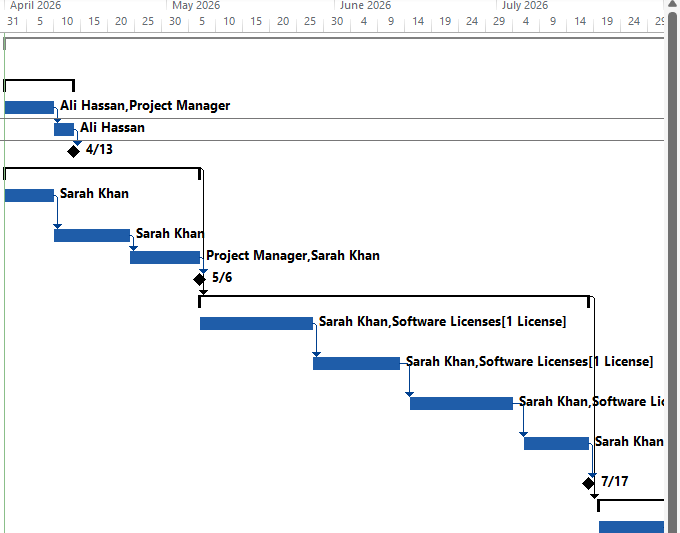 April 2026 May 2026 June 2026 July 2026
31 5 10 15 20 25 30 5 10 15 20 25 30 4 9 14 19 24 29 4 9 14 19 24 29
Ali Hassan,Project Manager
Ali Hassan
4/13
Sarah Khan
Sarah Khan
Project Manager,Sarah Khan
5/6
Sarah Khan,Software Licenses[1 License]
Sarah Khan,Software Licenses[1 License]
Sarah Khan,Software Lic
Sarah Khan
7/17